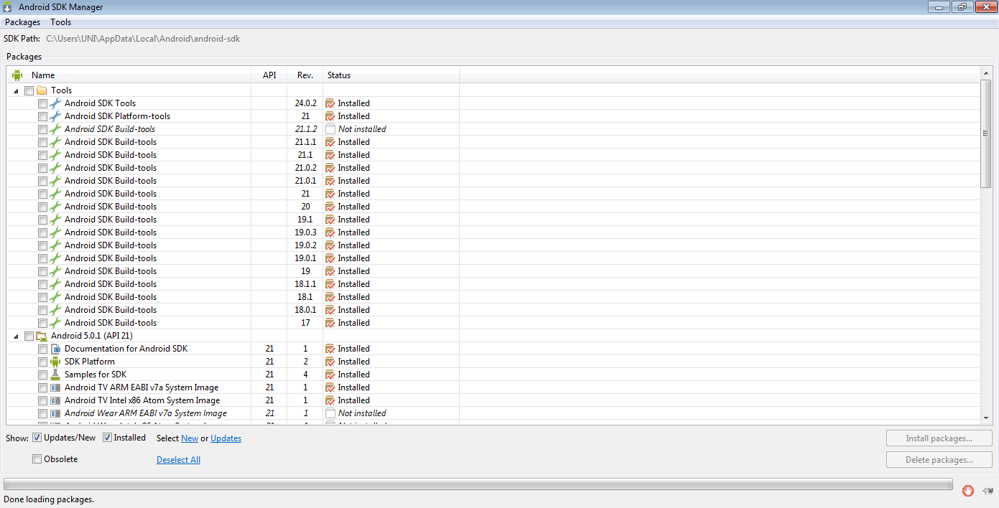 Android SDK Manager
Packages Tools
SDK Path: C:\Users\UNI\AppData\Local\Android\android-sdk
Packages
Name API Rev. Status
Tools
Android SDK Tools 24.0.2 Installed
Android SDK Platform-tools 21 Installed
Android SDK Build-tools 21.1.2 Not installed
Android SDK Build-tools 21.1.1 Installed
Android SDK Build-tools 21.1 Installed
Android SDK Build-tools 21.0.2 Installed
Android SDK Build-tools 21.0.1 Installed
Android SDK Build-tools 21 Installed
Android SDK Build-tools 20 Installed
Android SDK Build-tools 19.1 Installed
Android SDK Build-tools 19.0.3 Installed
Android SDK Build-tools 19.0.2 Installed
Android SDK Build-tools 19.0.1 Installed
Android SDK Build-tools 19 Installed
Android SDK Build-tools 18.1.1 Installed
Android SDK Build-tools 18.1 Installed
Android SDK Build-tools 18.0.1 Installed
Android SDK Build-tools 17 Installed
Android 5.0.1 (API 21)
Documentation for Android SDK 21 1 Installed
SDK Platform 21 2 Installed
Samples for SDK 21 4 Installed
Android TV ARM EABI v7a System Image 21 1 Installed
Android TV Intel x86 Atom System Image 21 1 Installed
Android Wear ARM EABI v7a System Image 21 1 Not installed
Show: Updates/New Installed Select New or Updates Install packages...
Obsolete Deselect All Delete packages...
Done loading packages.